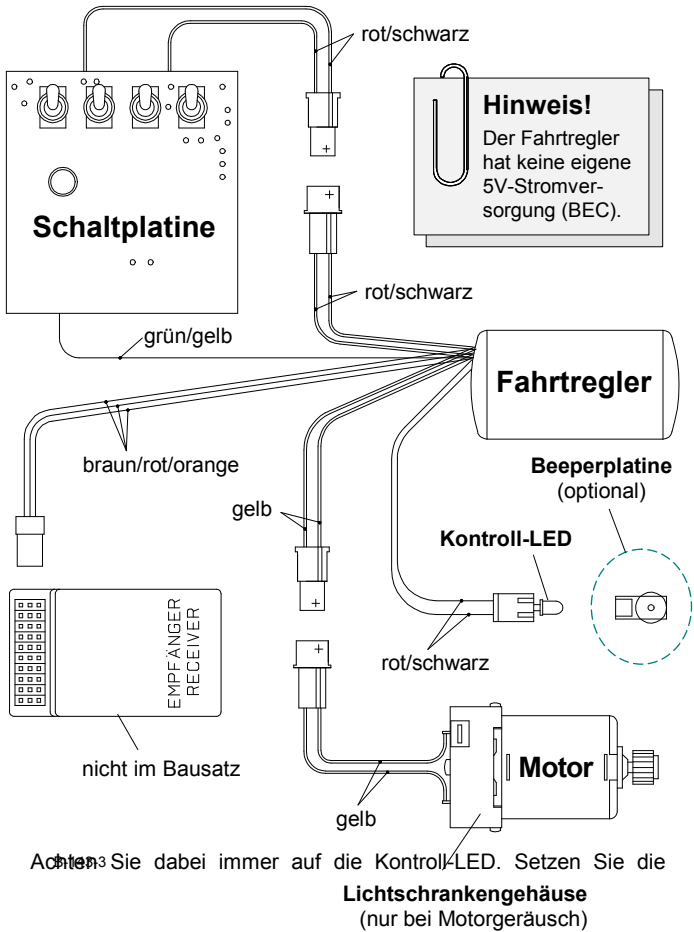 rot/schwarz
Hinweis!
Der Fahrtregler
hat keine eigene
5V-Stromver-
sorgung (BEC).
Schaltplatine
+
+
rot/schwarz
grün/gelb
Fahrtregler
braun/rot/orange
Beeperplatine
(optional)
gelb
Kontroll-LED
+
EMPFÄNGER
RECEIVER
+
rot/schwarz
nicht im Bausatz
Motor
gelb
Achten Sie dabei immer auf die Kontroll-LED. Setzen Sie die
Lichtschrankengehäuse
(nur bei Motorgeräusch)